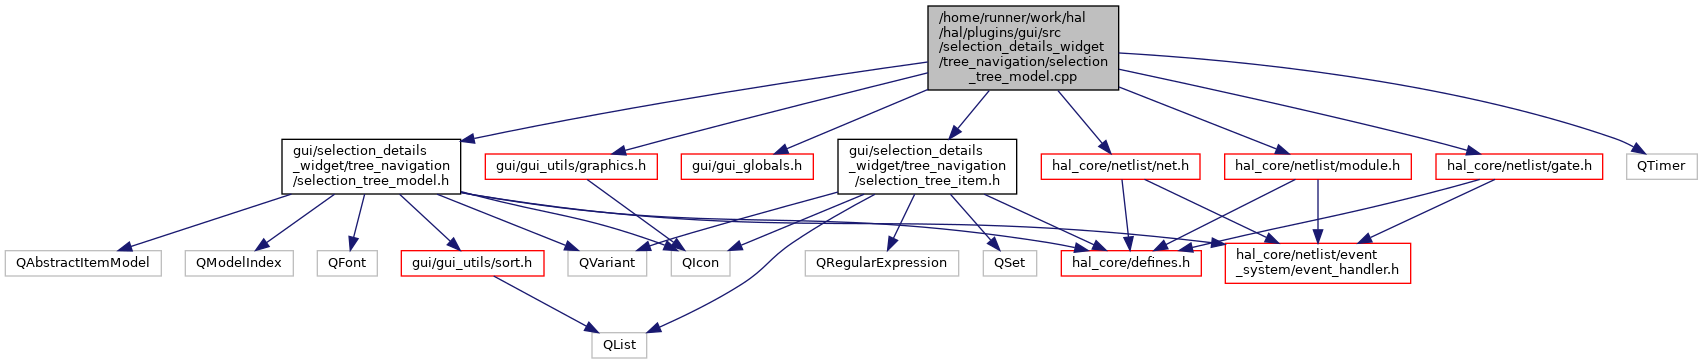 /home/runner/work/hal
/hal/plugins/gui/src
/selection_details_widget
/tree_navigation/selection
_tree_model.cpp
gui/selection_details
_widget/tree_navigation
/selection_tree_model.h
gui/gui_utils/graphics.h
gui/gui_globals.h
gui/selection_details
_widget/tree_navigation
/selection_tree_item.h
hal_core/netlist/net.h
hal_core/netlist/module.h
hal_core/netlist/gate.h
QTimer
QAbstractItemModel
QModelIndex
QFont
gui/gui_utils/sort.h
QVariant
QIcon
QRegularExpression
QSet
hal_core/defines.h
hal_core/netlist/event
_system/event_handler.h
QList